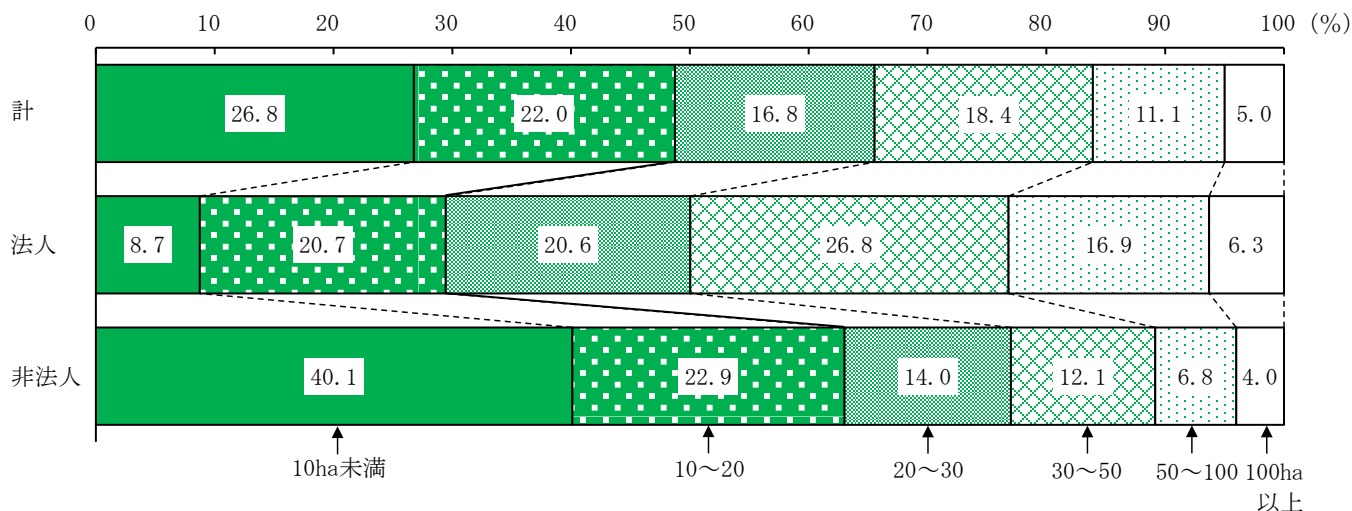 0 10 20 30 40 50 60 70 80 90 100 (%)
計 26.8 22.0 16.8 18.4 11.1 5.0
法人 8.7 20.7 20.6 26.8 16.9 6.3
非法人 40.1 22.9 14.0 12.1 6.8 4.0
10ha未満 10～20 20～30 30～50 50～100 100ha
以上